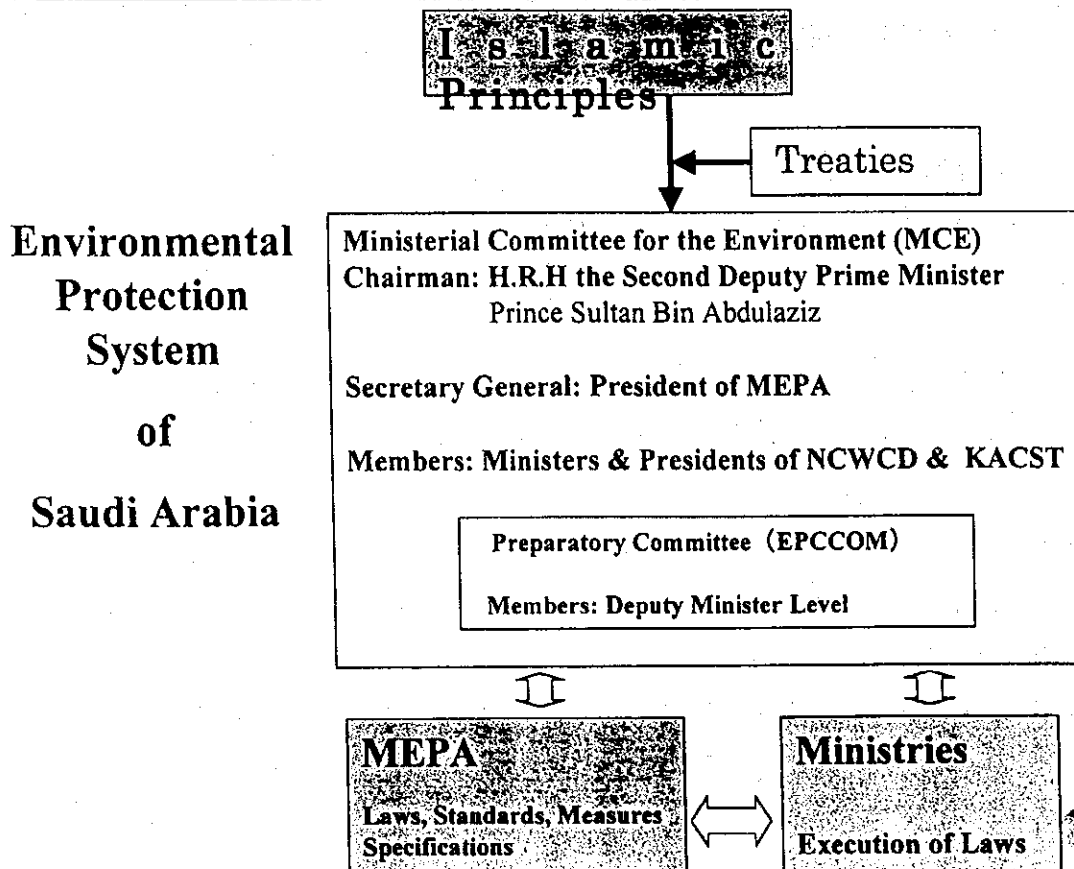 Islamic
Principles
Treaties
Environmental
Protection
System
of
Saudi Arabia
Ministerial Committee for the Environment (MCE)
Chairman: H.R.H the Second Deputy Prime Minister
Prince Sultan Bin Abdulaziz
Secretary General: President of MEPA
Members: Ministers & Presidents of NCWCD & KACST
Preparatory Committee (EPCCOM)
Members: Deputy Minister Level
MEPA
Laws, Standards, Measures
Specifications
Ministries
Execution of Laws